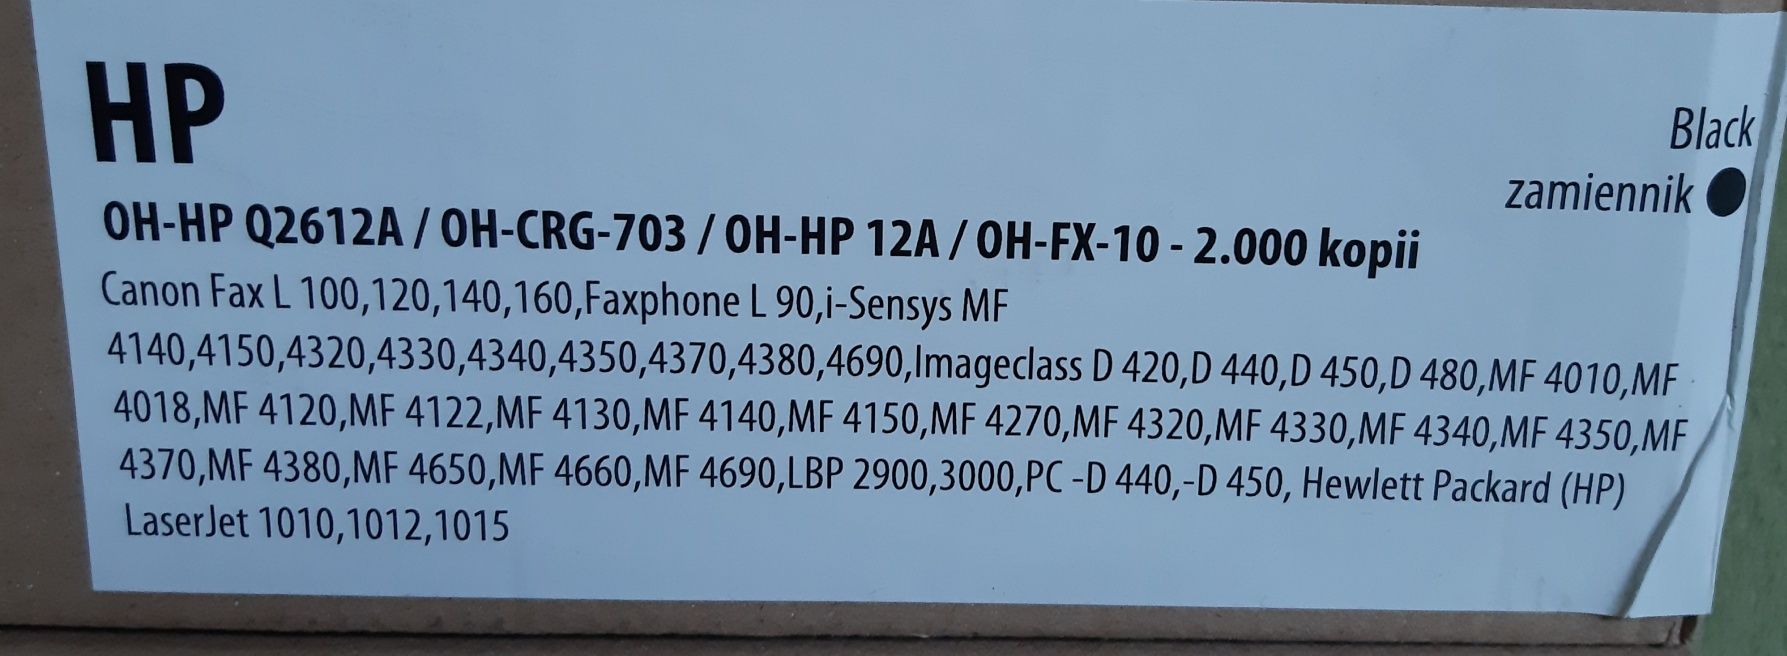 HP
Black
zamiennik
OH-HP Q2612A / OH-CRG-703 / OH-HP 12A / OH-FX-10 - 2.000 kopii
Canon Fax L 100,120,140,160,Faxphone L 90,i-Sensys MF
4140,4150,4320,4330,4340,4350,4370,4380,4690,Imageclass D 420,D 440,D 450,D 480,MF 4010,MF
4018,MF 4120,MF 4122,MF 4130,MF 4140,MF 4150,MF 4270,MF 4320,MF 4330,MF 4340,MF 4350,MF
4370,MF 4380,MF 4650,MF 4660,MF 4690,LBP 2900,3000,PC -D 440,-D 450, Hewlett Packard (HP)
LaserJet 1010,1012,1015